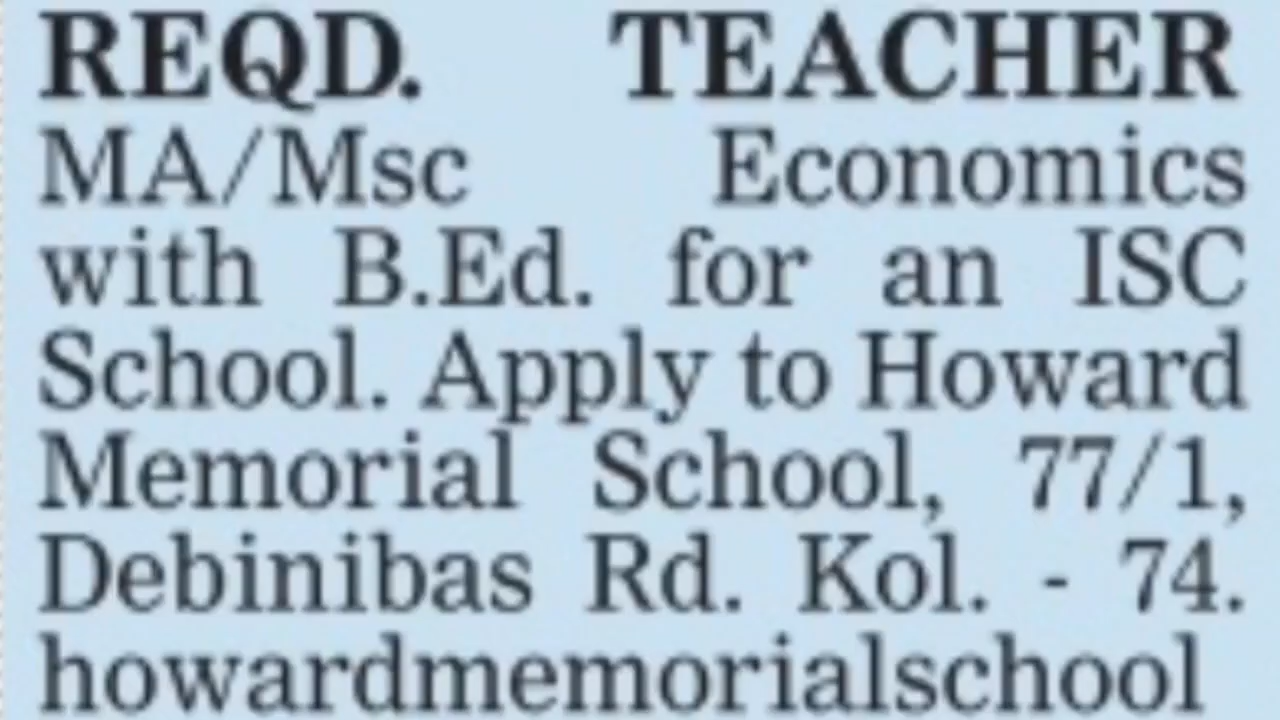 REQD. TEACHER
MA/Msc Economics
with B.Ed. for an ISC
School. Apply to Howard
Memorial School, 77/1,
Debinibas Rd. Kol. - 74.
howardmemorialschool